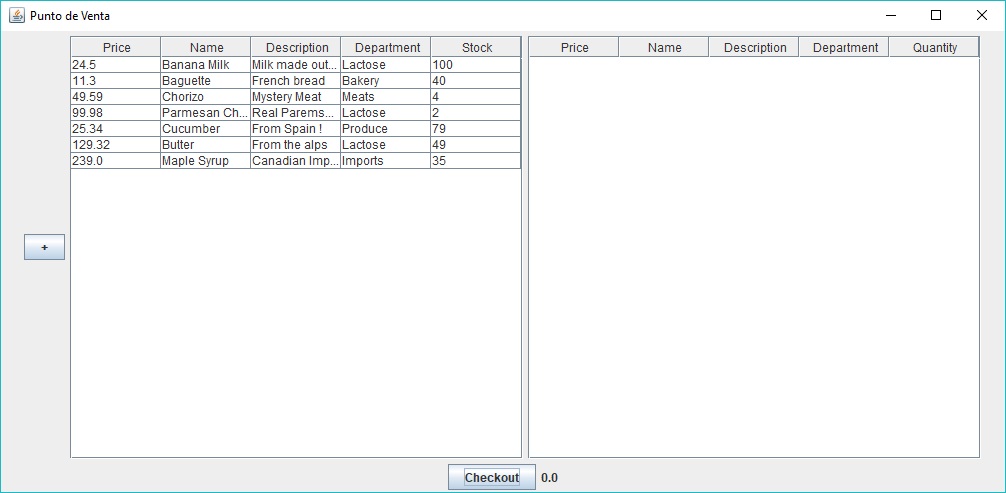 Punto de Venta
Price Name Description Department Stock
24.5 Banana Milk Milk made out... Lactose 100
11.3 Baguette French bread Bakery 40
49.59 Chorizo Mystery Meat Meats 4
99.98 Parmesan Ch... Real Parems... Lactose 2
25.34 Cucumber From Spain ! Produce 79
129.32 Butter From the alps Lactose 49
239.0 Maple Syrup Canadian Imp... Imports 35
Price Name Description Department Quantity
+
Checkout 0.0